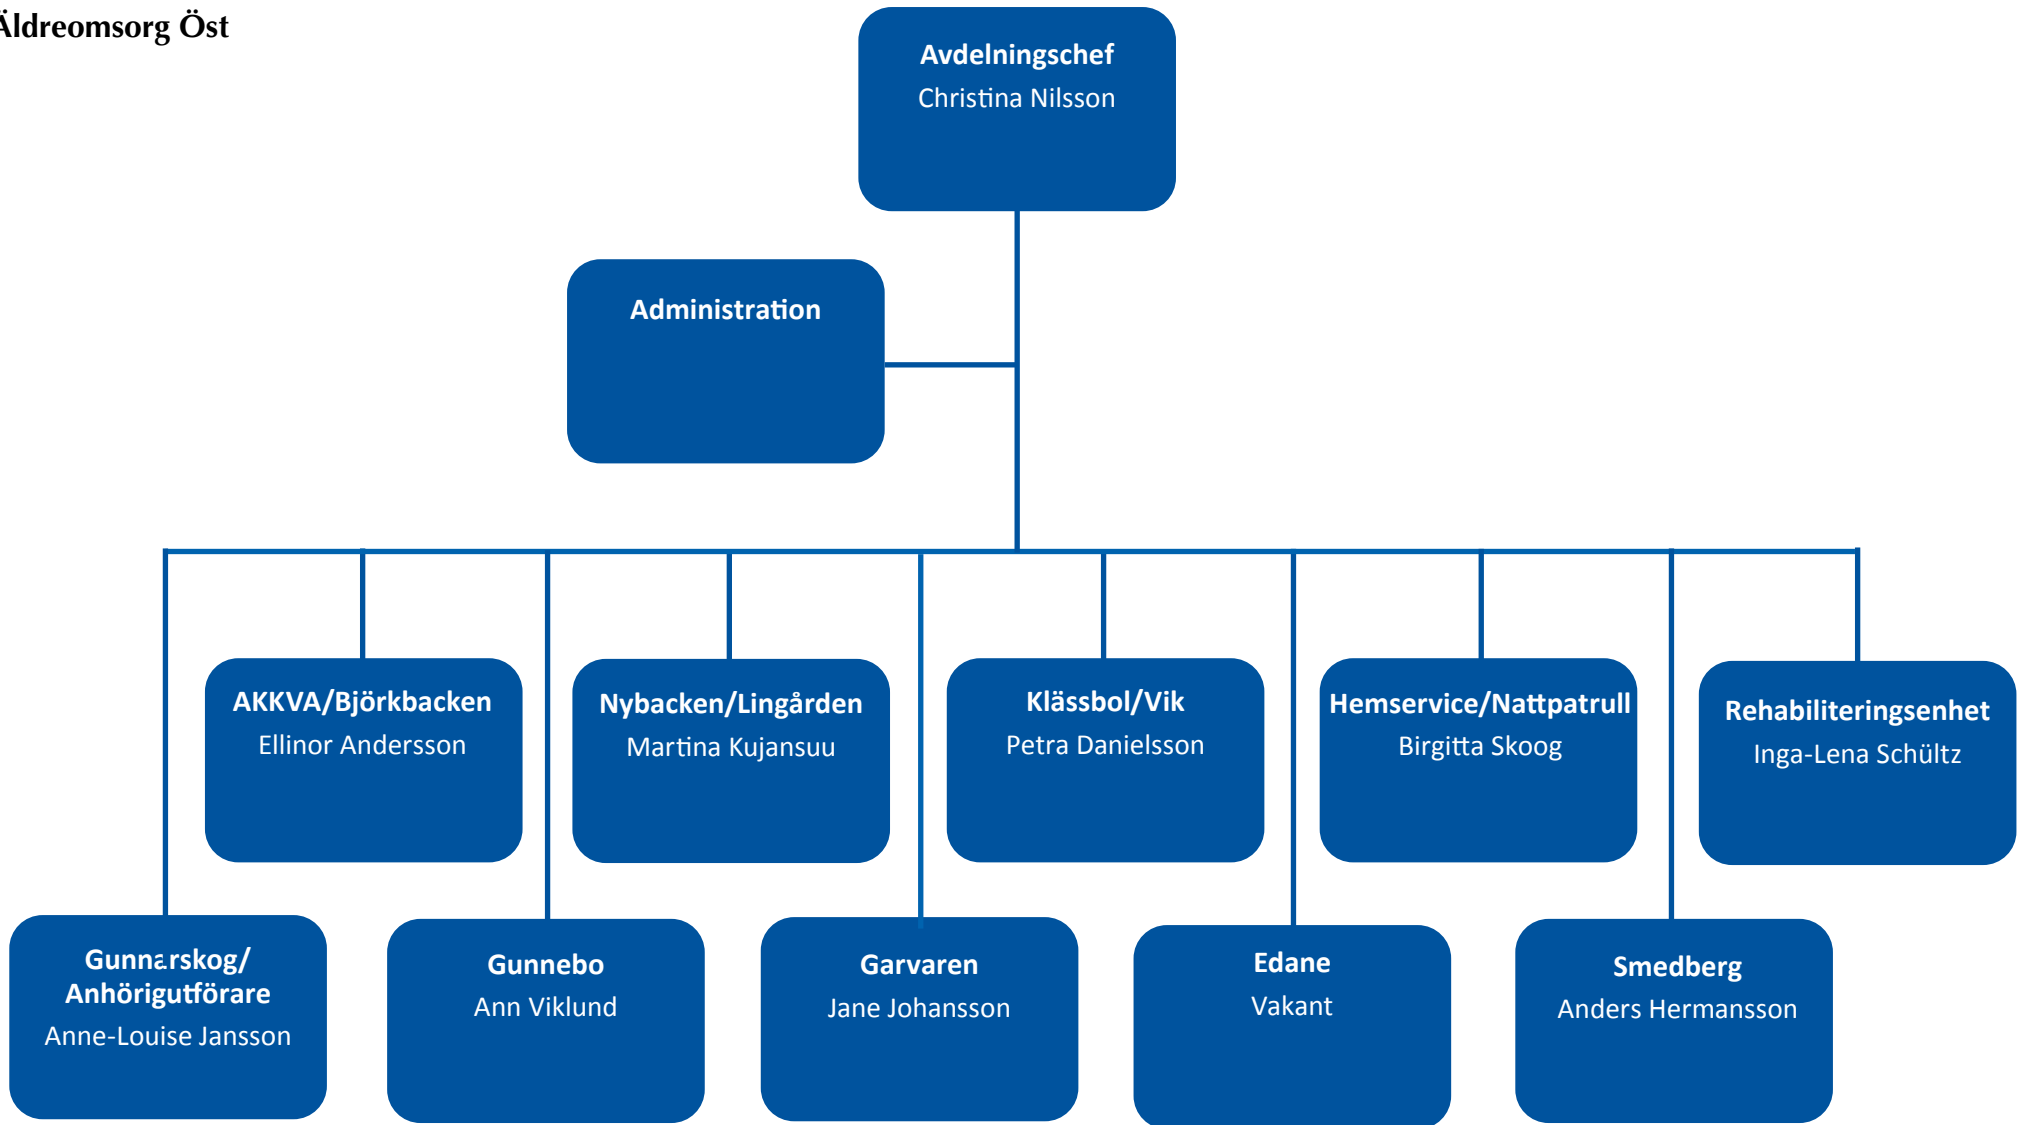 Äldreomsorg Öst
Avdelningschef
Christina Nilsson
Administration
AKKVA/Björkbacken
Ellinor Andersson
Nybacken/Lingården
Martina Kujansuu
Klässbol/Vik
Petra Danielsson
Hemservice/Nattpatrull
Birgitta Skoog
Rehabiliteringsenhet
Inga-Lena Schültz
Gunnarskog/
Anhörigutförare
Anne-Louise Jansson
Gunnebo
Ann Viklund
Garvaren
Jane Johansson
Edane
Vakant
Smedberg
Anders Hermansson